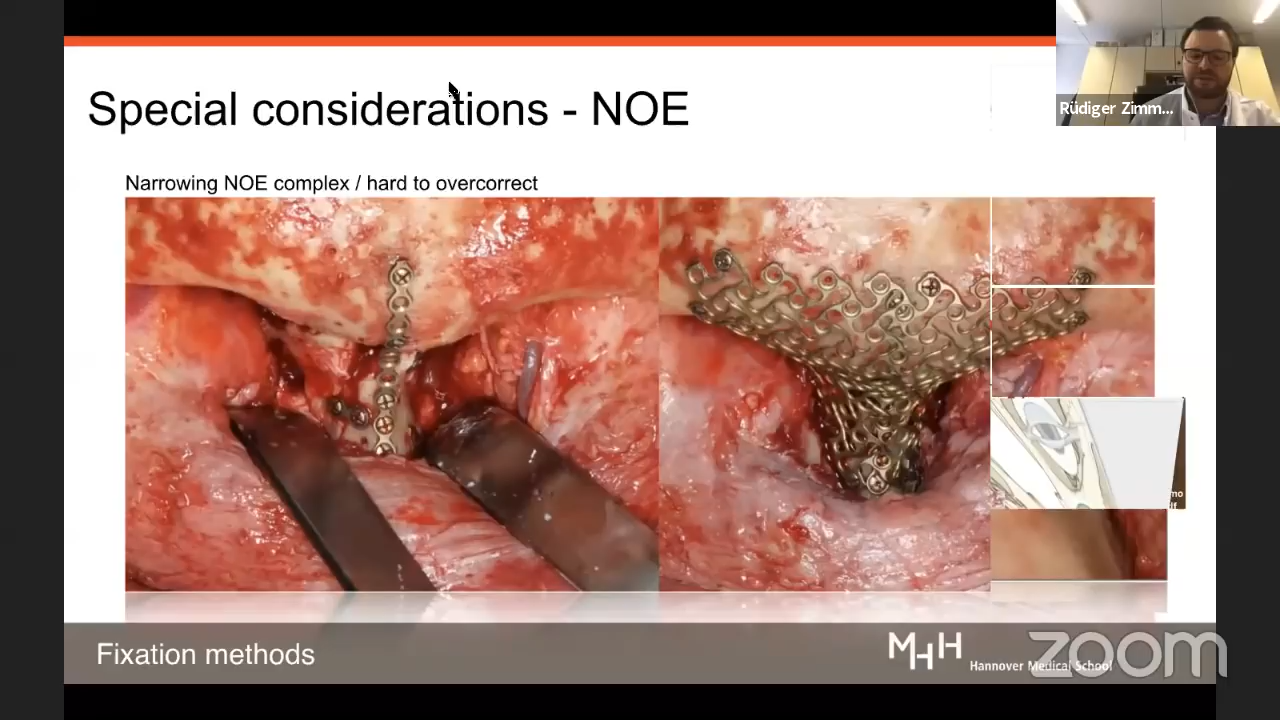 Special considerations - NOE
Rüdiger Zimm...
Narrowing NOE complex / hard to overcorrect
Fixation methods
MHH
Hannover Medical School
zoom